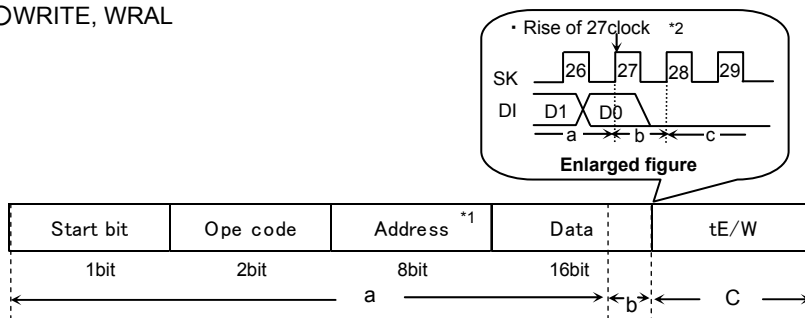 ○WRITE, WRAL
・Rise of 27clock *2
SK 26 27 28 29
DI D1 D0
a b c
Enlarged figure
Start bit Ope code Address *1 Data tE/W
1bit 2bit 8bit 16bit
a b C